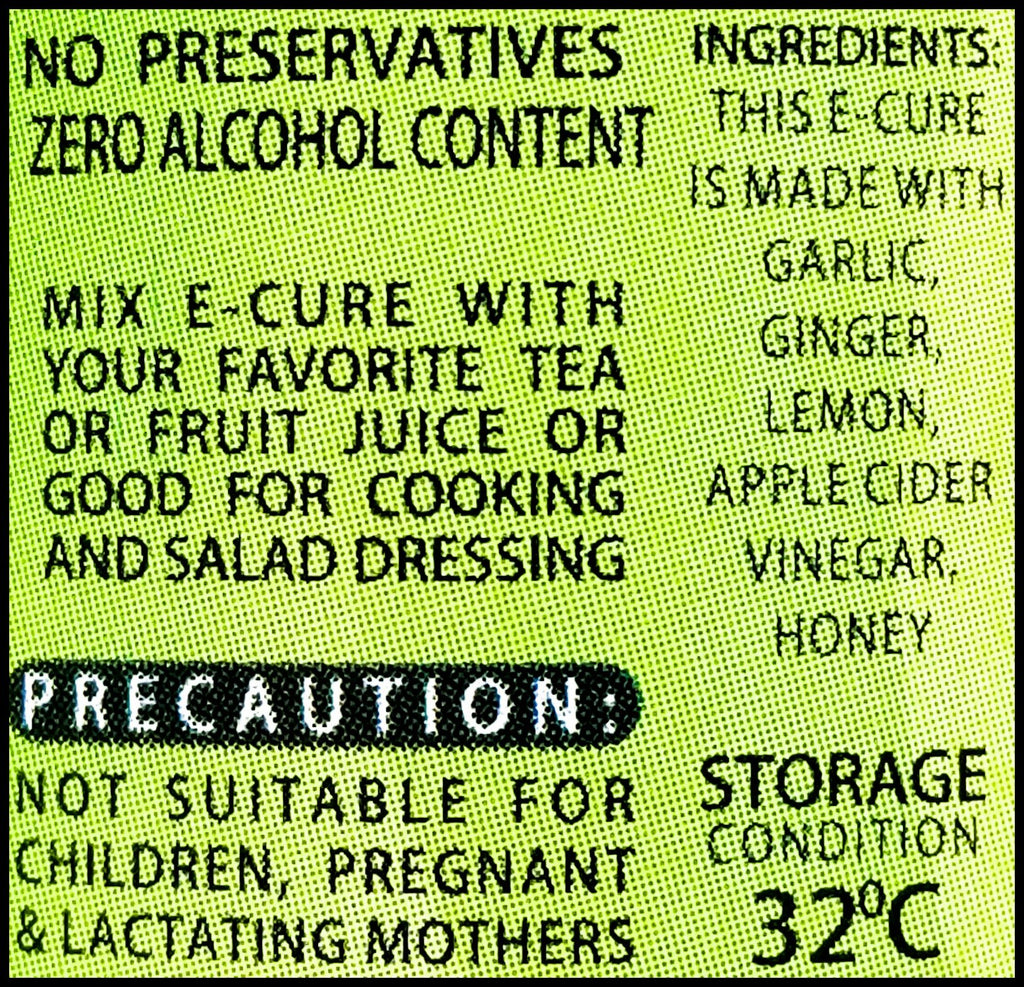 NO PRESERVATIVES
ZERO ALCOHOL CONTENT
MIX E-CURE WITH
YOUR FAVORITE TEA
OR FRUIT JUICE OR
GOOD FOR COOKING
AND SALAD DRESSING
PRECAUTION:
NOT SUITABLE FOR
CHILDREN, PREGNANT
& LACTATING MOTHERS
INGREDIENTS:
THIS E-CURE
IS MADE WITH
GARLIC,
GINGER,
LEMON,
APPLE CIDER
VINEGAR.
HONEY
STORAGE
CONDITION
32⁰C